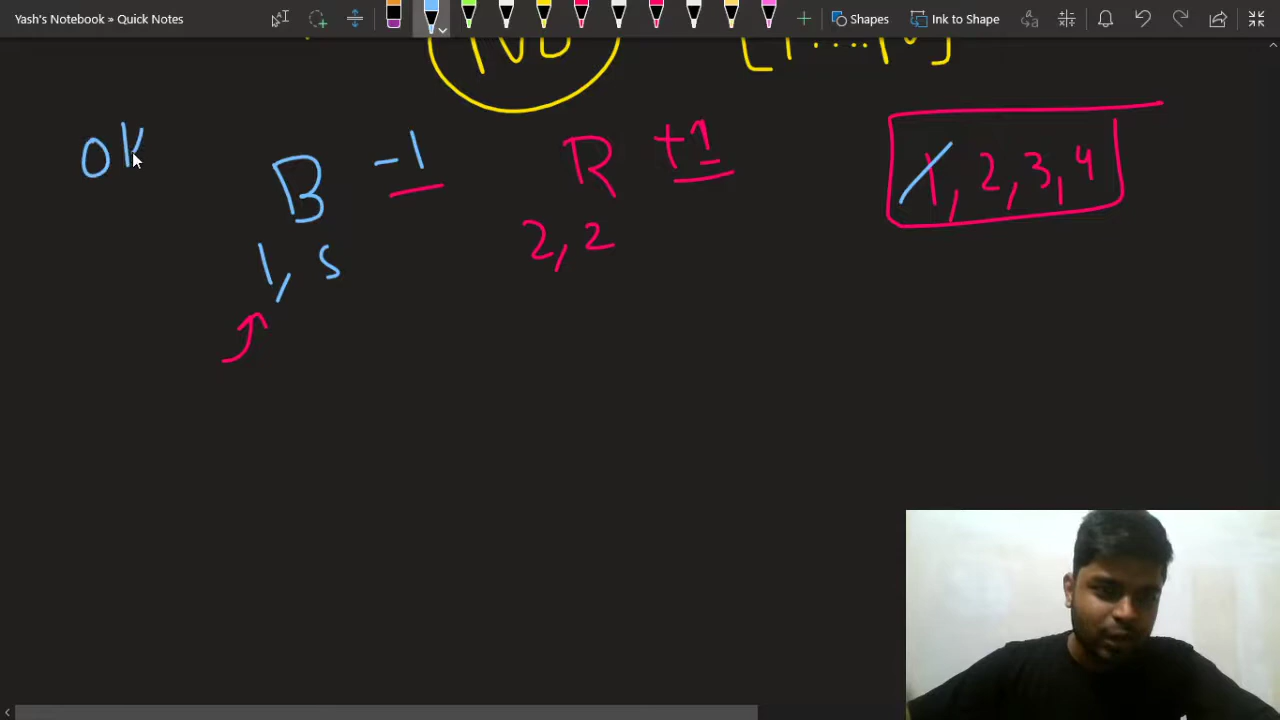 Yash's Notebook » Quick Notes Shapes Ink to Shape
OK
B -1 R +1 1, 2, 3, 4
1, 5 2, 2